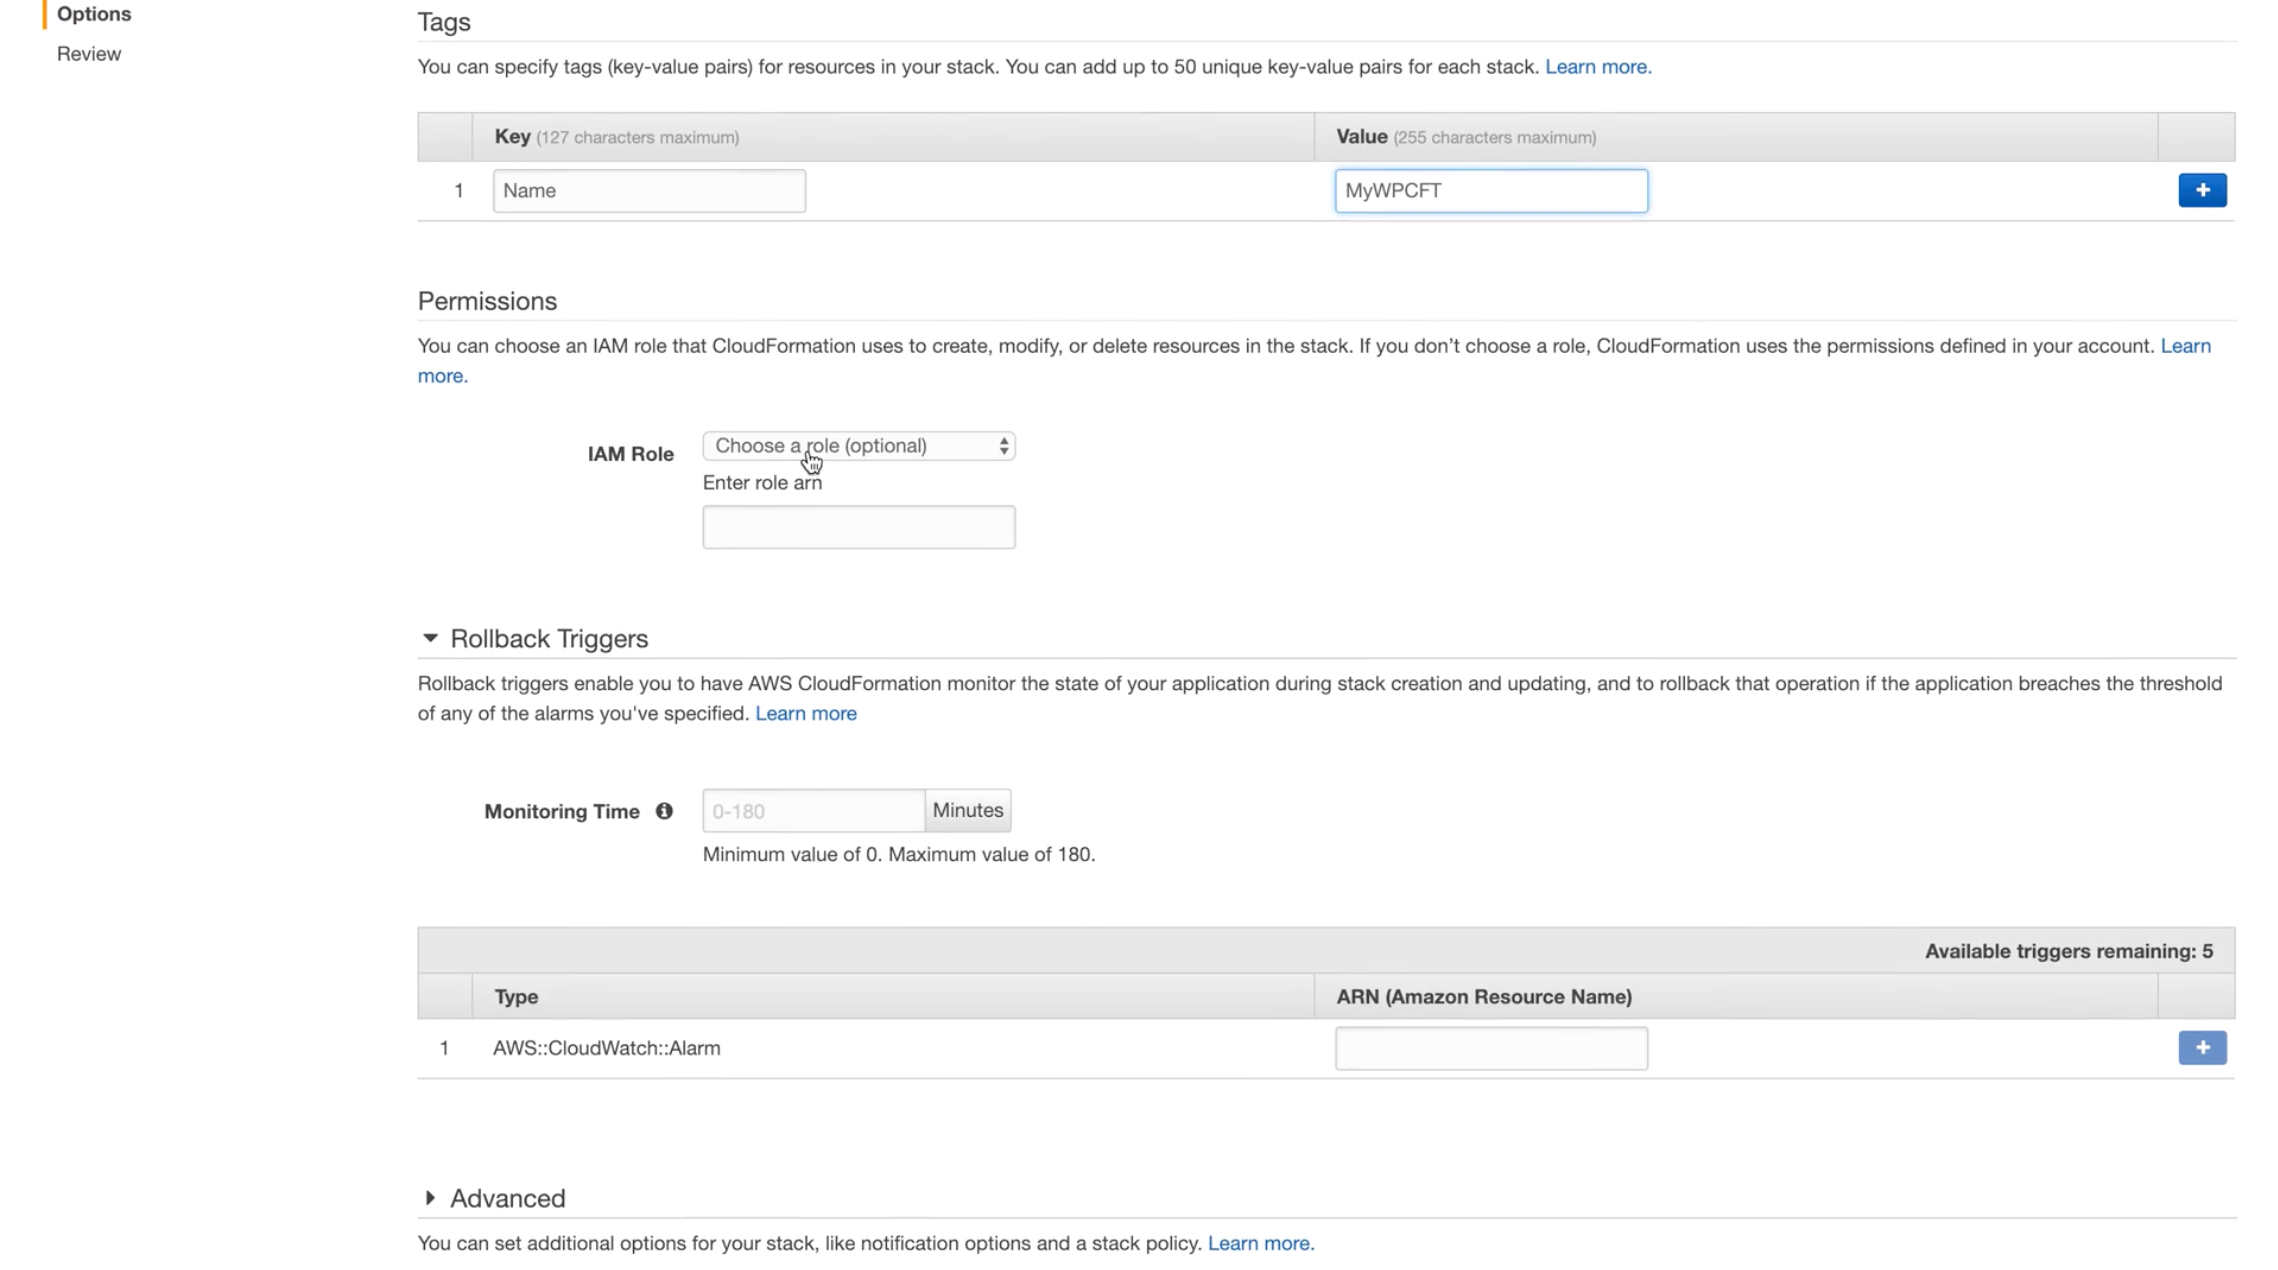 Options
Review
Tags
You can specify tags (key-value pairs) for resources in your stack. You can add up to 50 unique key-value pairs for each stack. Learn more.
Key (127 characters maximum) Value (255 characters maximum)
1 Name MyWPCFT +
Permissions
You can choose an IAM role that CloudFormation uses to create, modify, or delete resources in the stack. If you don’t choose a role, CloudFormation uses the permissions defined in your account. Learn
more.
IAM Role Choose a role (optional)
Enter role arn
Rollback Triggers
Rollback triggers enable you to have AWS CloudFormation monitor the state of your application during stack creation and updating, and to rollback that operation if the application breaches the threshold
of any of the alarms you've specified. Learn more
Monitoring Time 0-180 Minutes
Minimum value of 0. Maximum value of 180.
Available triggers remaining: 5
Type ARN (Amazon Resource Name)
1 AWS::CloudWatch::Alarm +
Advanced
You can set additional options for your stack, like notification options and a stack policy. Learn more.